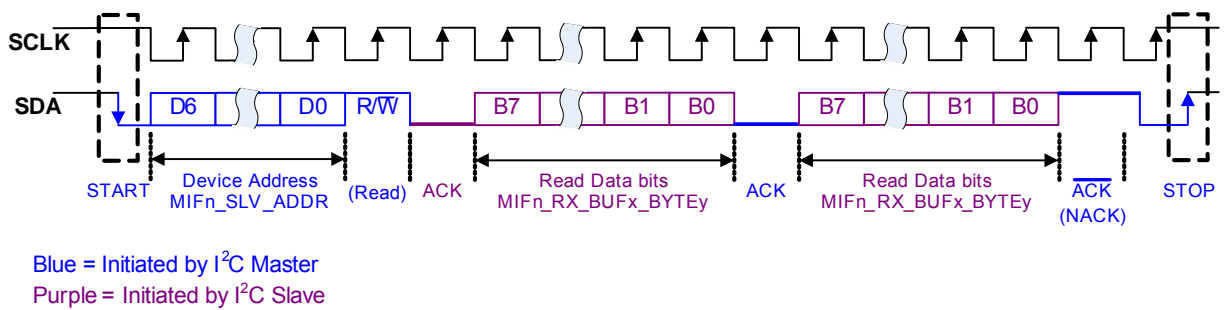 SCLK
SDA
D6 D0 R/W̅ B7 B1 B0 B7 B1 B0
START
Device Address
MIFn_SLV_ADDR
(Read)
ACK
Read Data bits
MIFn_RX_BUFx_BYTEy
ACK
Read Data bits
MIFn_RX_BUFx_BYTEy
A̅C̅K̅
(NACK)
STOP
Blue = Initiated by I²C Master
Purple = Initiated by I²C Slave